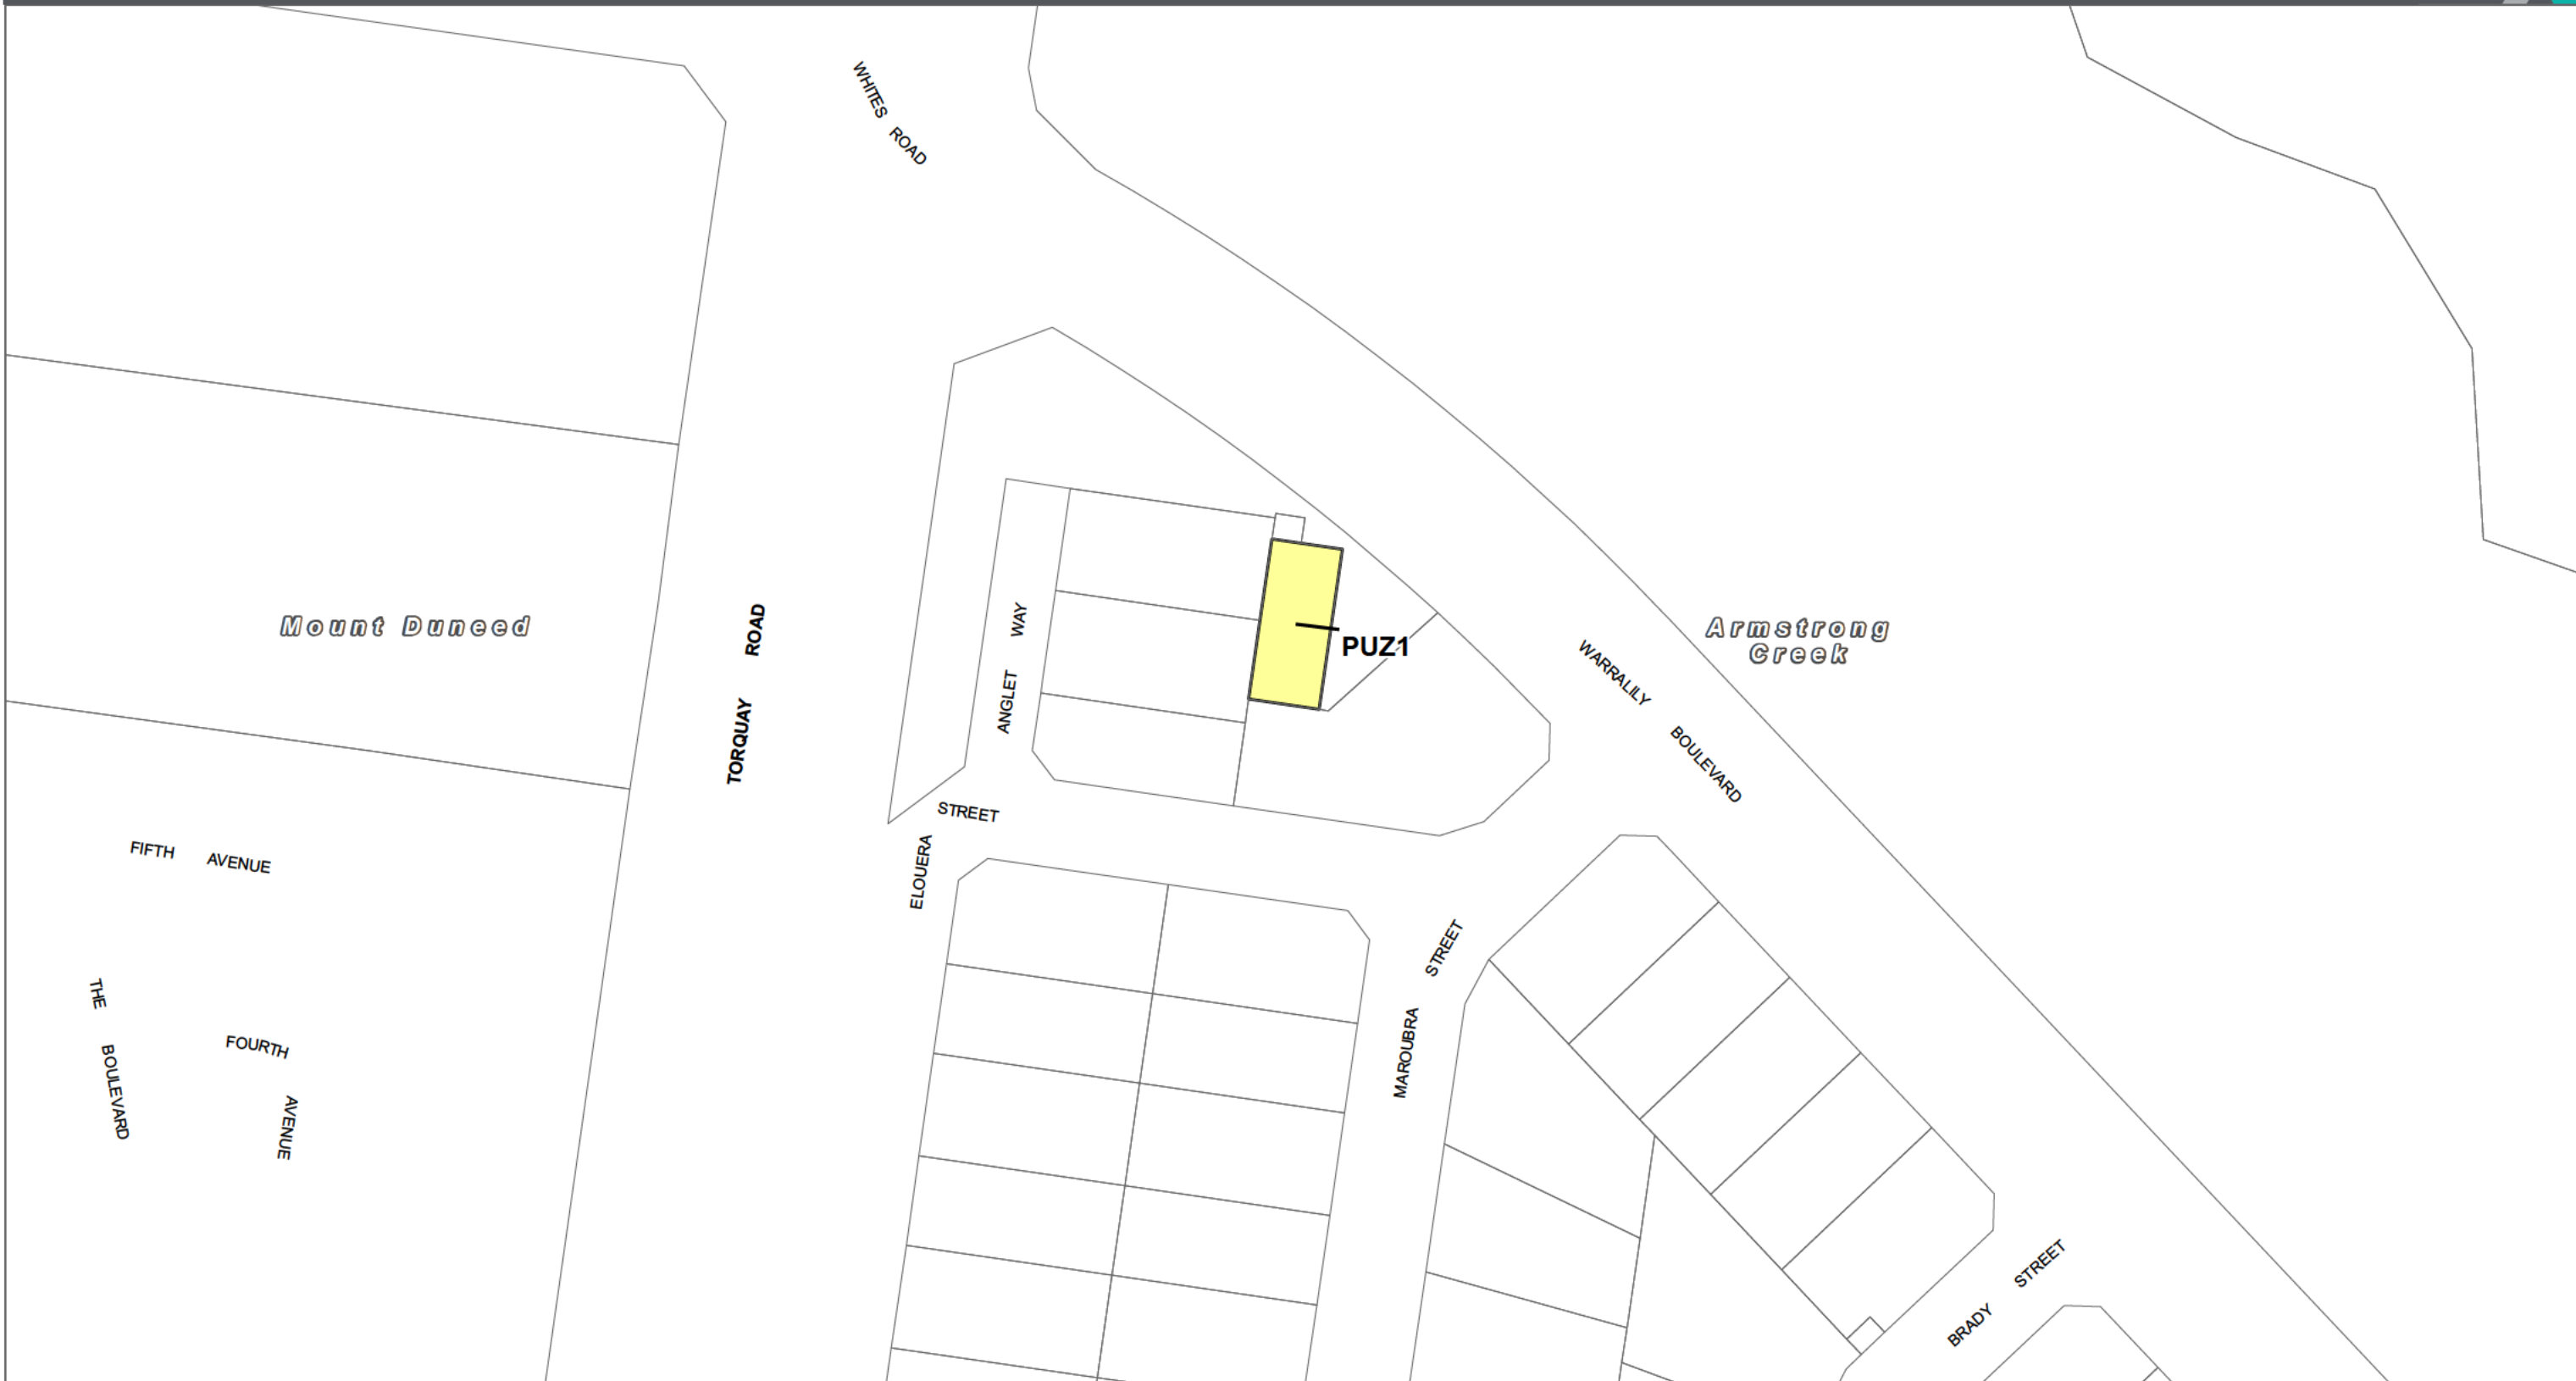 WHITES ROAD
Mount Duneed
TORQUAY ROAD
ANGLET WAY
PUZ1
Armstrong
Creek
WARRALILY BOULEVARD
ELOUERA STREET
FIFTH AVENUE
THE BOULEVARD
FOURTH AVENUE
MAROUBRA STREET
BRADY STREET